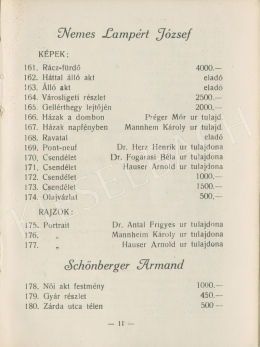 Nemes Lampért József
KÉPEK:
161. Rácz-fürdő 4000.—
162. Háttal álló akt eladó
163. Álló akt eladó
164. Városligeti részlet 2500.—
165. Gellérthegy lejtőjén 2000.—
166. Házak a dombon Préger Mór ur tulajd.
167. Házak napfényben Mannhem Károly ur tulajd.
168. Ravatal eladó
169. Pont-neuf Dr. Herz Henrik ur tulajdona
170. Csendélet Dr. Fogarasi Béla ur tulajdona
171. Csendélet Hauser Arnold ur tulajdona
172. Csendélet 1000.—
173. Csendélet 1500.—
174. Olajvázlat 500.—
RAJZOK:
175. Portrait Dr. Antal Frigyes ur tulajdona
176. „ Mannheim Károly ur tulajdona
177. „ Hauser Arnold ur tulajdona
Schönberger Armand
178. Női akt festmény 1000.—
179. Gyár részlet 450.—
180. Zárda utca télen 500 —
— 11 —